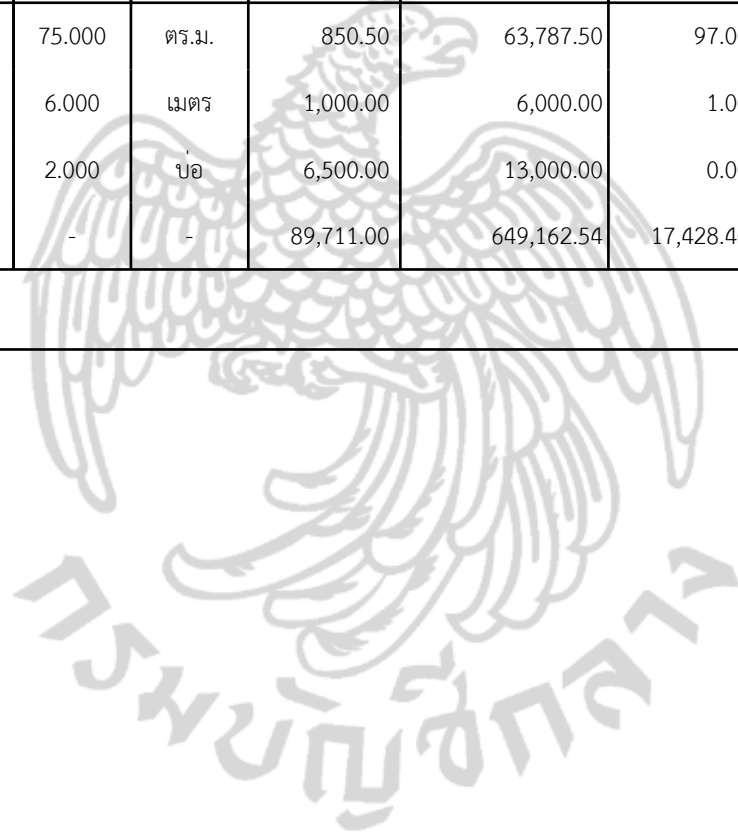 75.000 ตร.ม. 850.50 63,787.50 97.0
6.000 เมตร 1,000.00 6,000.00 1.0
2.000 บ่อ 6,500.00 13,000.00 0.0
- - 89,711.00 649,162.54 17,428.4
กรมบัญชีกลาง